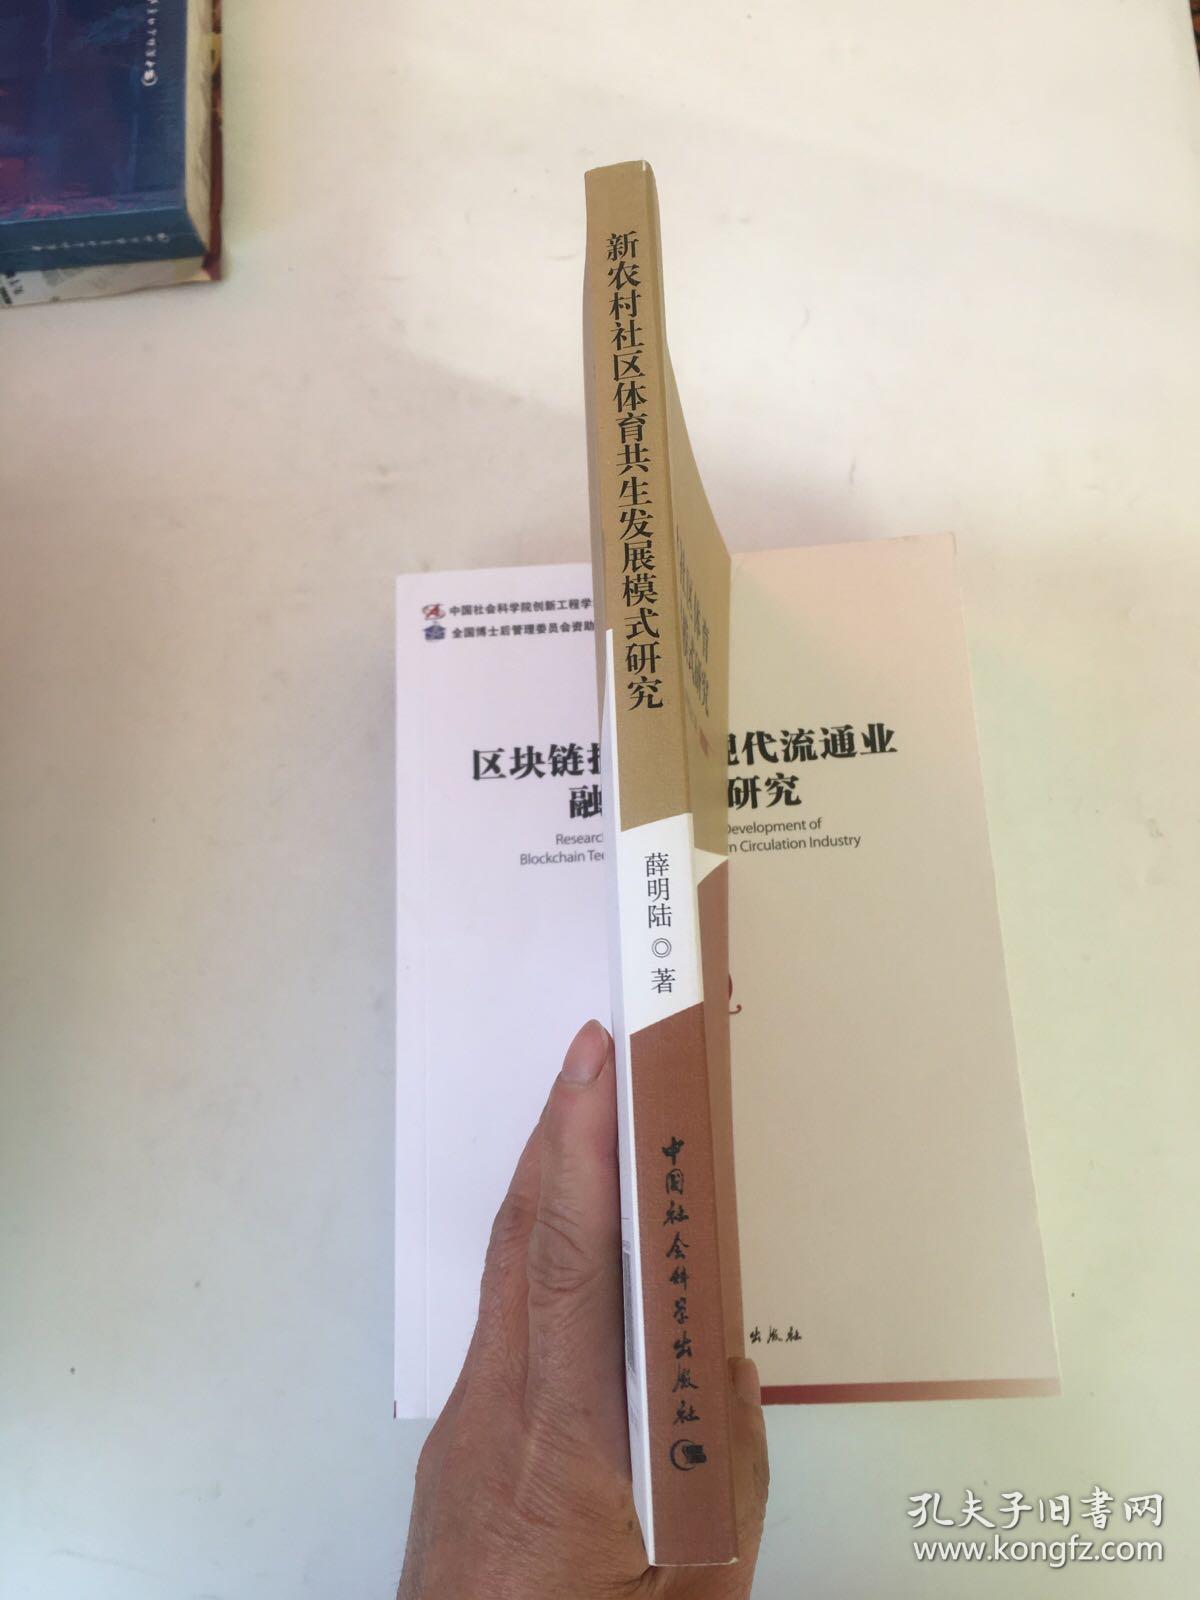 新农村社区体育共生发展模式研究
薛明陆◎著
中国社会科学出版社
中国社会科学院创新工程学
全国博士后管理委员会资助
区块链 现代流通业
融 研究
Research Development of
Blockchain Tec n Circulation Industry
出版社
孔夫子旧书网
www.kongfz.com